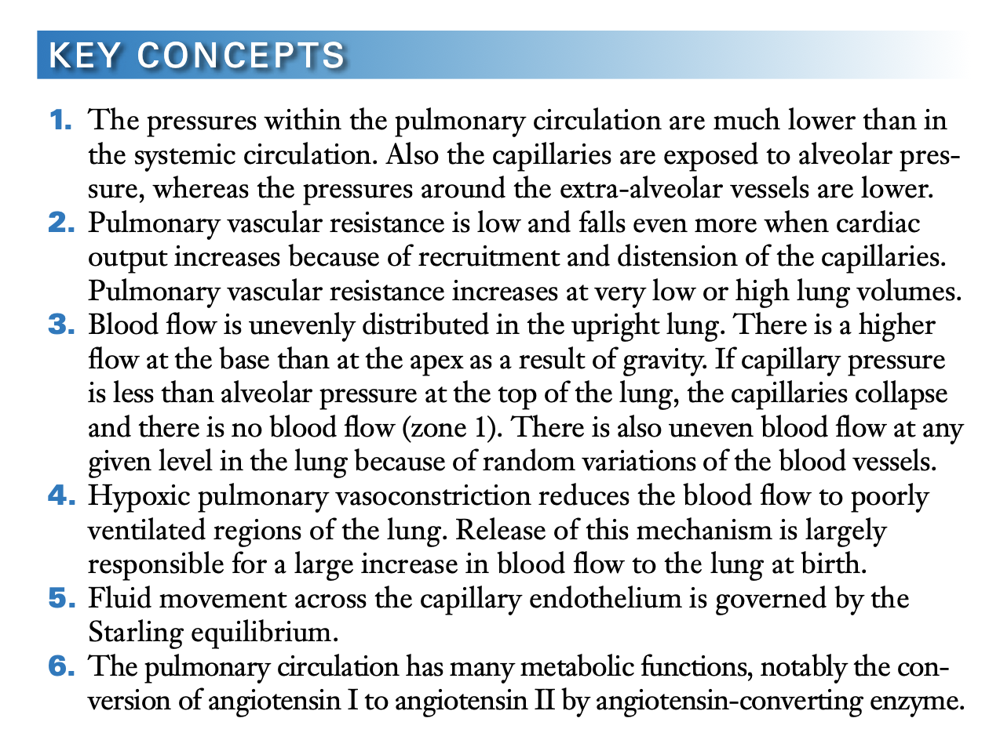 KEY CONCEPTS
1. The pressures within the pulmonary circulation are much lower than in
the systemic circulation. Also the capillaries are exposed to alveolar pres-
sure, whereas the pressures around the extra-alveolar vessels are lower.
2. Pulmonary vascular resistance is low and falls even more when cardiac
output increases because of recruitment and distension of the capillaries.
Pulmonary vascular resistance increases at very low or high lung volumes.
3. Blood flow is unevenly distributed in the upright lung. There is a higher
flow at the base than at the apex as a result of gravity. If capillary pressure
is less than alveolar pressure at the top of the lung, the capillaries collapse
and there is no blood flow (zone 1). There is also uneven blood flow at any
given level in the lung because of random variations of the blood vessels.
4. Hypoxic pulmonary vasoconstriction reduces the blood flow to poorly
ventilated regions of the lung. Release of this mechanism is largely
responsible for a large increase in blood flow to the lung at birth.
5. Fluid movement across the capillary endothelium is governed by the
Starling equilibrium.
6. The pulmonary circulation has many metabolic functions, notably the con-
version of angiotensin I to angiotensin II by angiotensin-converting enzyme.